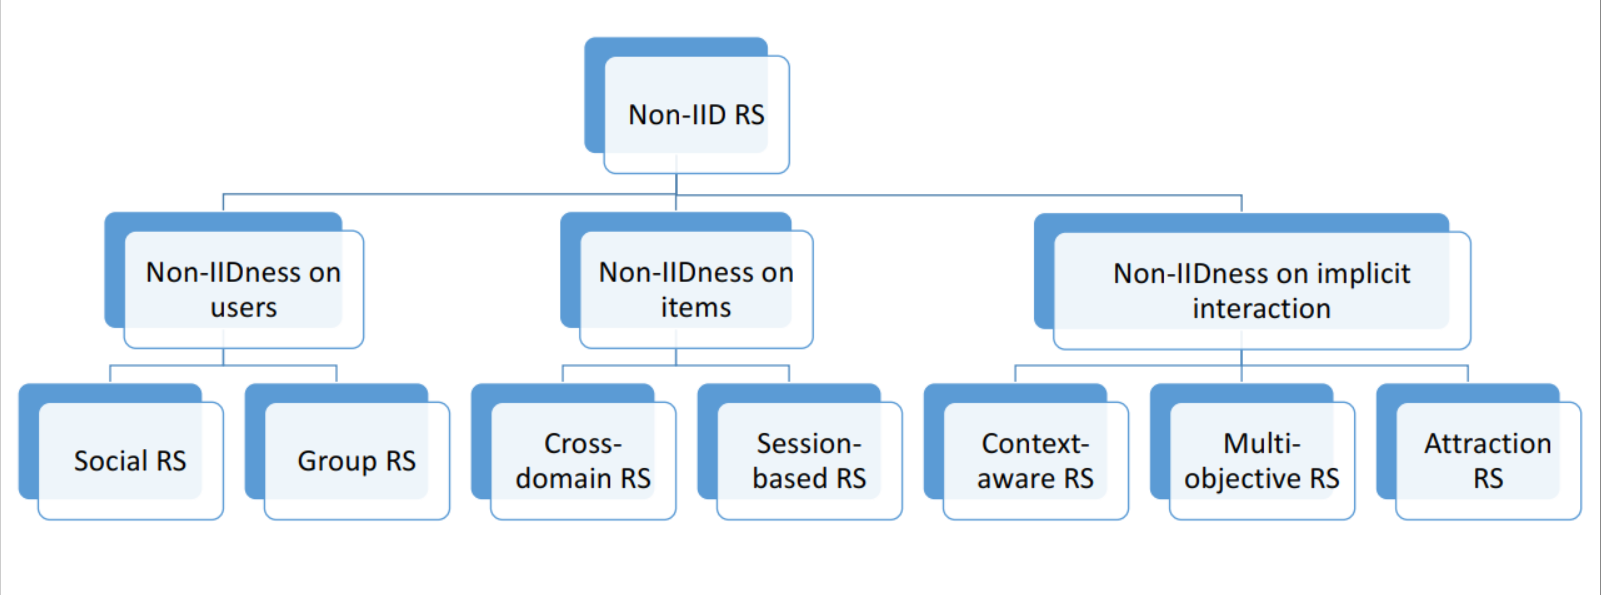 Non-IID RS
Non-IIDness on
users
Non-IIDness on
items
Non-IIDness on implicit
interaction
Social RS
Group RS
Cross-
domain RS
Session-
based RS
Context-
aware RS
Multi-
objective RS
Attraction
RS